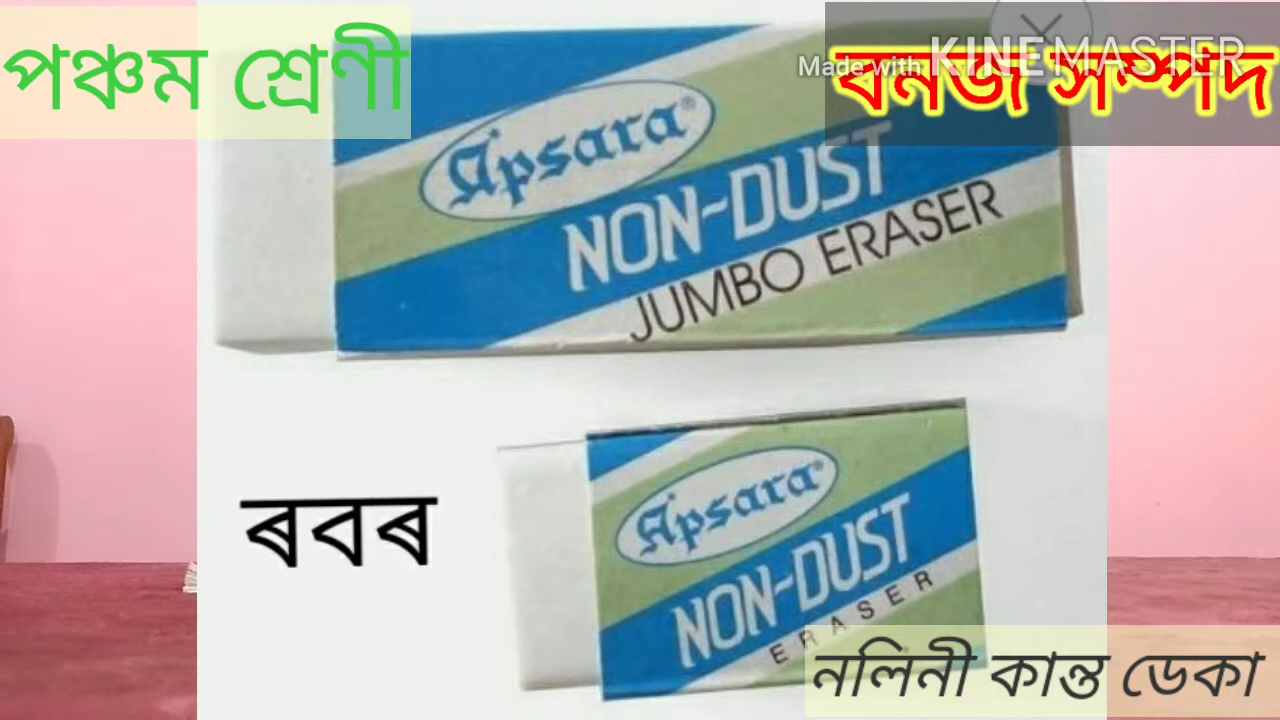 পঞ্চম শ্রেণী
Made with KINEMASTER
বনজ সম্পদ
Apsara®
NON-DUST
JUMBO ERASER
ৰবৰ
Apsara®
NON-DUST
ERASER
নলিনী কান্ত ডেকা